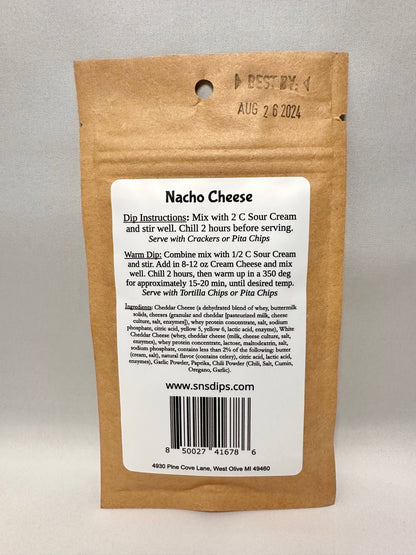 BEST BY:
AUG 26 2024
Nacho Cheese
Dip Instructions: Mix with 2 C Sour Cream
and stir well. Chill 2 hours before serving.
Serve with Crackers or Pita Chips
Warm Dip: Combine mix with 1/2 C Sour Cream
and stir. Add in 8-12 oz Cream Cheese and mix
well. Chill 2 hours, then warm up in a 350 deg
for approximately 15-20 min, until desired temp.
Serve with Tortilla Chips or Pita Chips
Ingredients: Cheddar Cheese (a dehydrated blend of whey, buttermilk
solids, cheeses (granular and cheddar [pasteurized milk, cheese
culture, salt, enzymes]), whey protein concentrate, salt, sodium
phosphate, citric acid, yellow 5, yellow 6, lactic acid, enzyme), White
Cheddar Cheese (whey, cheddar cheese (milk, cheese culture, salt,
enzymes), whey protein concentrate, lactose, maltodextrin, salt,
sodium phosphate, contains less than 2% of the following: butter
(cream, salt), natural flavor (contains celery), citric acid, lactic acid,
enzymes), Garlic Powder, Paprika, Chili Powder (Chili, Salt, Cumin,
Oregano, Garlic).
www.snsdips.com
8 50027 41678 6
4930 Pine Cove Lane, West Olive MI 49460